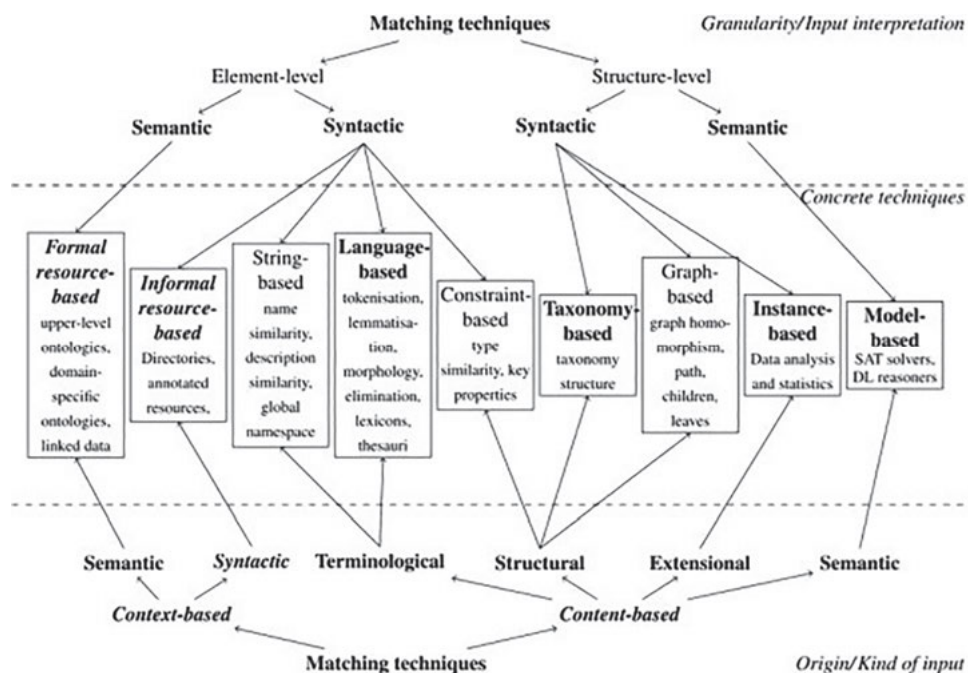 Matching techniques
Granularity/Input interpretation
Element-level
Structure-level
Semantic
Syntactic
Syntactic
Semantic
Concrete techniques
Formal
resource-
based
upper-level
ontologies,
domain-
specific
ontologies,
linked data
Informal
resource-
based
Directories,
annotated
resources,
String-
based
name
similarity,
description
similarity,
global
namespace
Language-
based
tokenisation,
lemmatisa-
tion,
morphology,
elimination,
lexicons,
thesauri
Constraint-
based
type
similarity, key
properties
Taxonomy-
based
taxonomy
structure
Graph-
based
graph homo-
morphism,
path,
children,
leaves
Instance-
based
Data analysis
and statistics
Model-
based
SAT solvers,
DL reasoners
Semantic
Syntactic
Terminological
Structural
Extensional
Semantic
Context-based
Content-based
Matching techniques
Origin/Kind of input